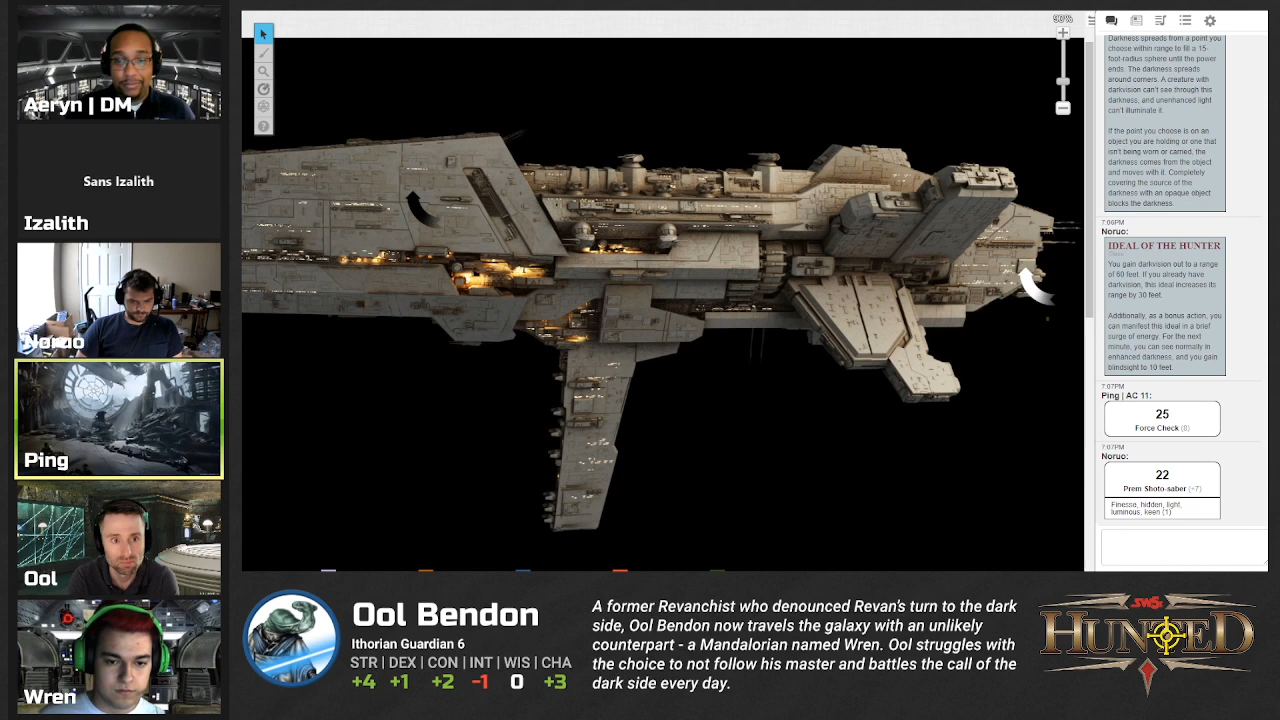 Aeryn | DM
Sans Izalith
Izalith
Noruo
Ping
Ool
Wren
90%
Darkness spreads from a point you
choose within range to fill a 15-
foot-radius sphere until the power
ends. The darkness spreads
around corners. A creature with
darkvision can't see through this
darkness, and unenhanced light
can't illuminate it.
If the point you choose is on an
object you are holding or one that
isn't being worn or carried, the
darkness comes from the object
and moves with it. Completely
covering the source of the
darkness with an opaque object
blocks the darkness.
7:06PM
Noruo:
IDEAL OF THE HUNTER
You gain darkvision out to a range
of 60 feet. If you already have
darkvision, this ideal increases its
range by 30 feet.
Additionally, as a bonus action, you
can manifest this ideal in a brief
surge of energy. For the next
minute, you can see normally in
enhanced darkness, and you gain
blindsight to 10 feet.
7:07PM
Ping | AC 11:
25
Force Check (8)
7:07PM
Noruo:
22
Prem Shoto-saber (+7)
Finesse, hidden, light,
luminous, keen (1)
Ool Bendon
Ithorian Guardian 6
STR | DEX | CON | INT | WIS | CHA
+4 +1 +2 -1 0 +3
A former Revanchist who denounced Revan's turn to the dark
side, Ool Bendon now travels the galaxy with an unlikely
counterpart - a Mandalorian named Wren. Ool struggles with
the choice to not follow his master and battles the call of the
dark side every day.
SW5E
HUNTED